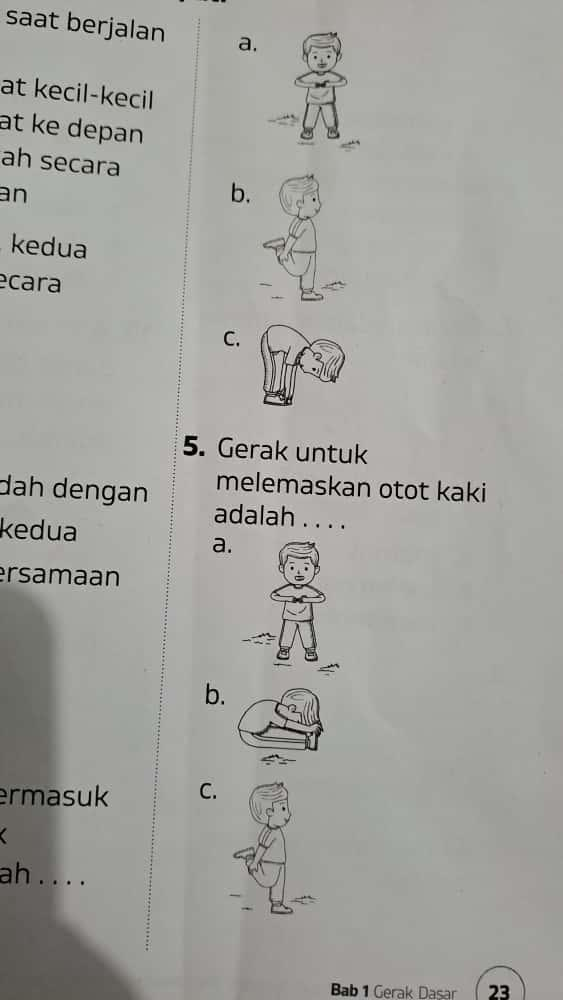 saat berjalan
at kecil-kecil
at ke depan
ah secara
an
kedua
ecara
dah dengan
kedua
ersamaan
ermasuk
ah . . . .
a.
b.
c.
5. Gerak untuk
melemaskan otot kaki
adalah . . . .
a.
b.
c.
Bab 1 Gerak Dasar 23